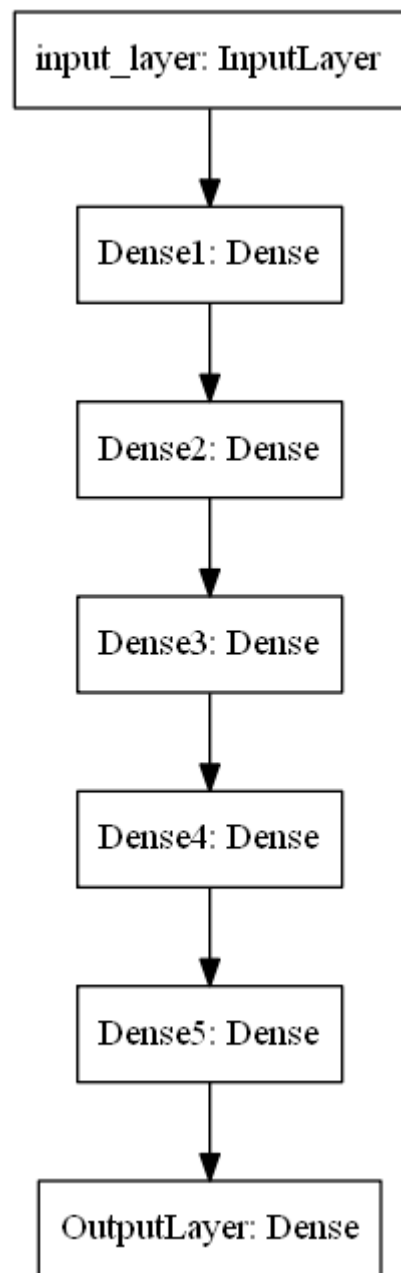 input_layer: InputLayer
Dense1: Dense
Dense2: Dense
Dense3: Dense
Dense4: Dense
Dense5: Dense
OutputLayer: Dense